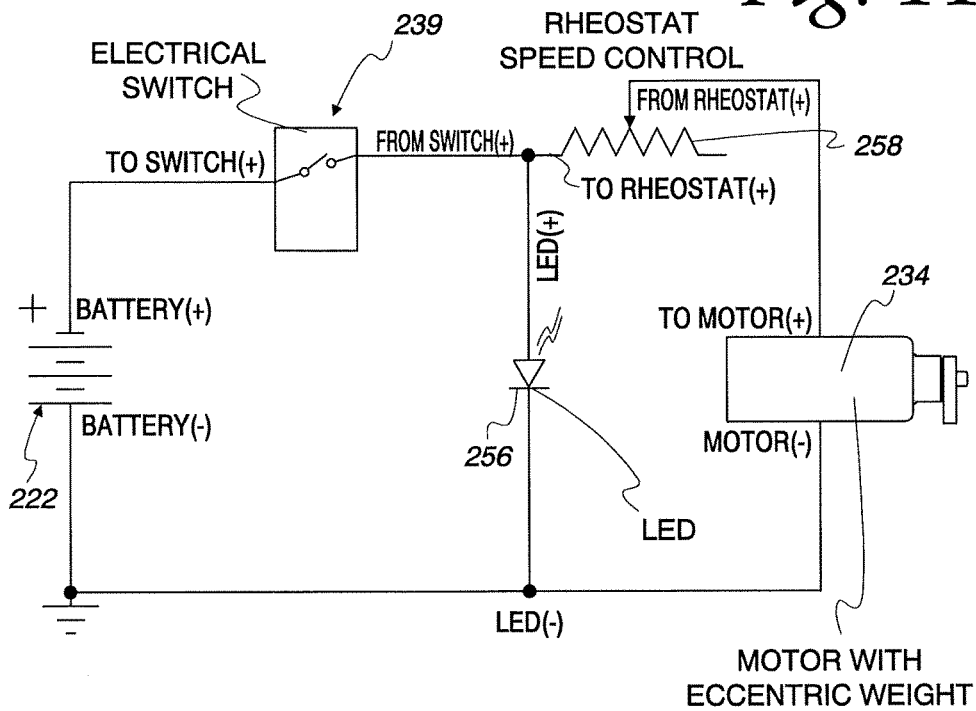 239
RHEOSTAT
SPEED CONTROL
ELECTRICAL
SWITCH
FROM RHEOSTAT(+)
FROM SWITCH(+)
258
TO SWITCH(+)
TO RHEOSTAT(+)
LED(+)
234
+
BATTERY(+)
TO MOTOR(+)
BATTERY(-)
MOTOR(-)
256
222
LED
LED(-)
MOTOR WITH
ECCENTRIC WEIGHT